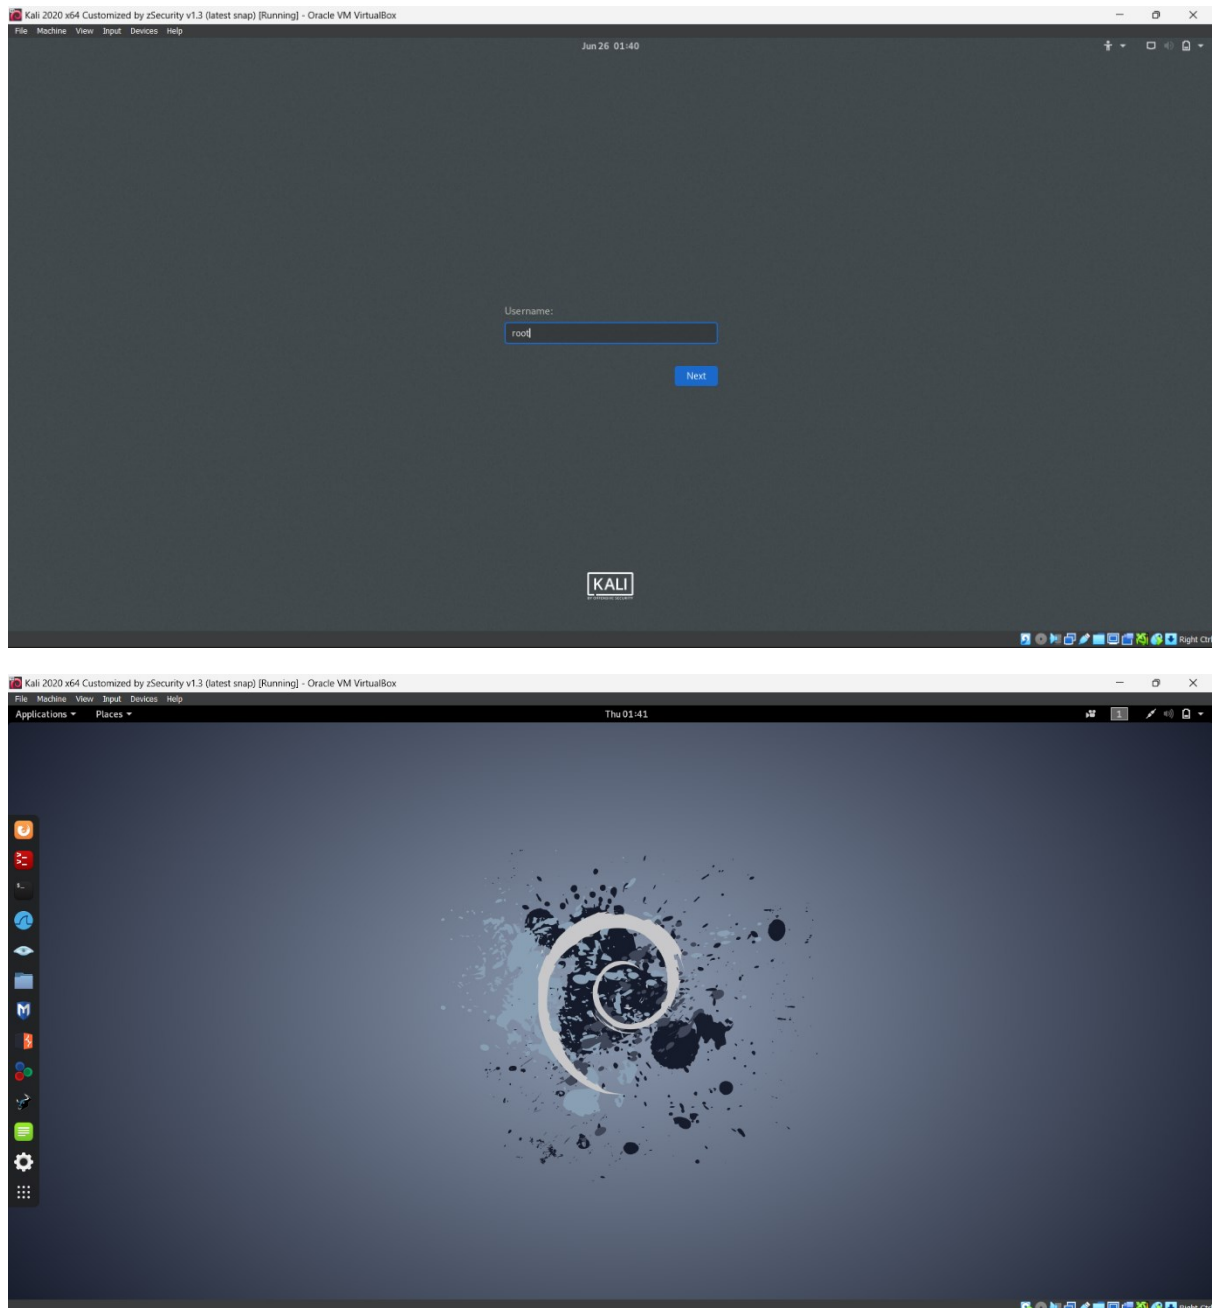 Kali 2020 x64 Customized by zSecurity v1.3 (latest snap) [Running] - Oracle VM VirtualBox
File Machine View Input Devices Help
Jun 26 01:40
Username:
root
Next
KALI
BY OFFENSIVE SECURITY
Right Ctrl
Kali 2020 x64 Customized by zSecurity v1.3 (latest snap) [Running] - Oracle VM VirtualBox
File Machine View Input Devices Help
Applications Places Thu 01:41 1
Right Ctrl